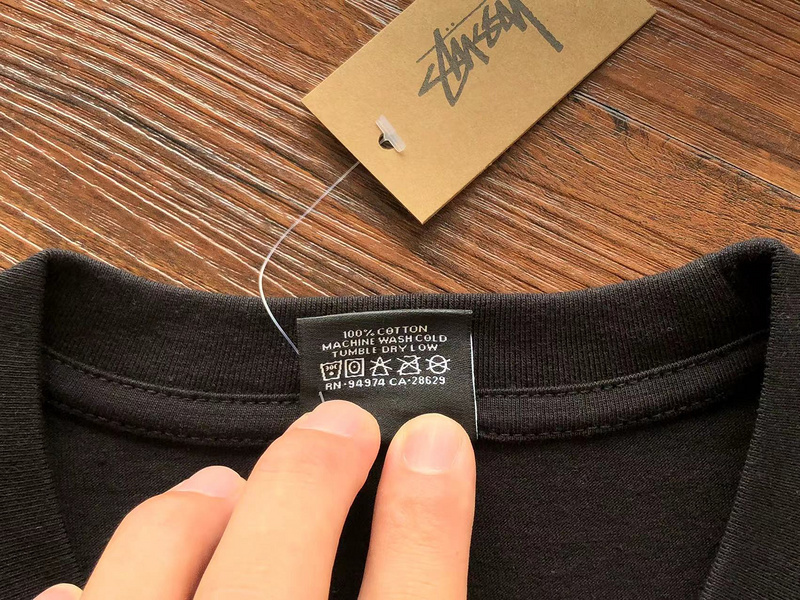 STÜSSY
100% COTTON
MACHINE WASH COLD
TUMBLE DRY LOW
RN-94974 CA-28629